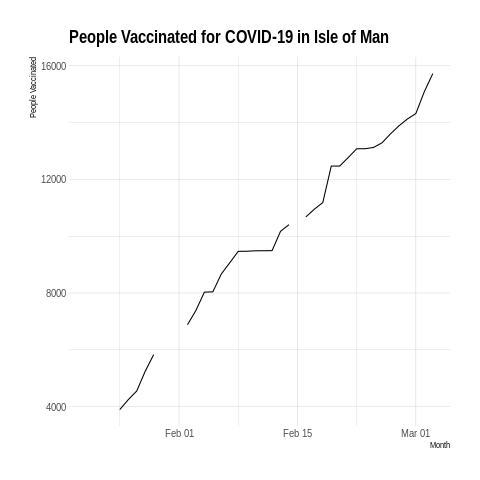 People Vaccinated for COVID-19 in Isle of Man
People Vaccinated
16000
12000
8000
4000
Feb 01
Feb 15
Mar 01
Month